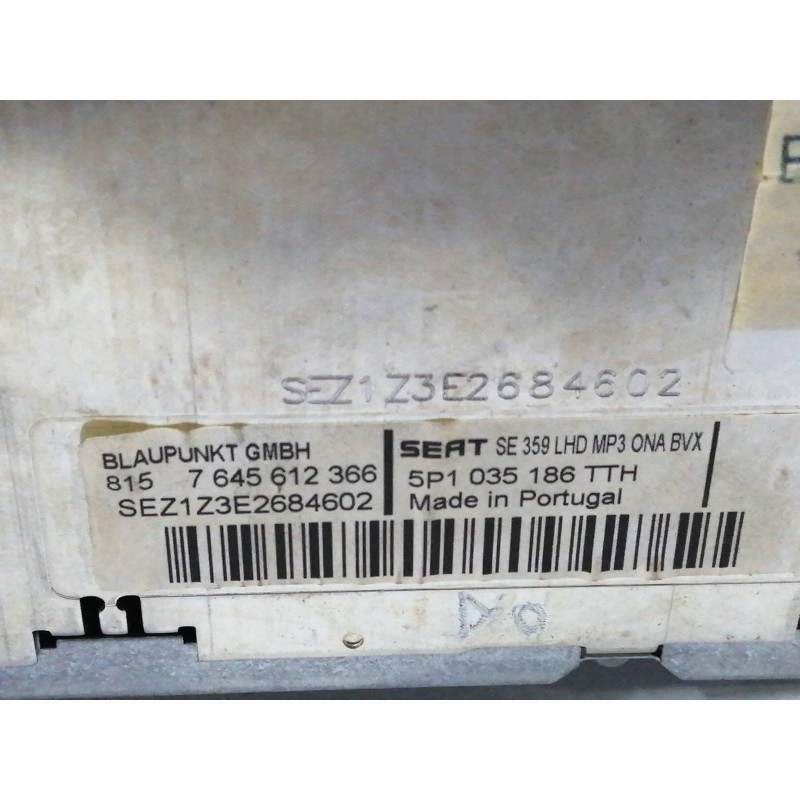 SEZ1Z3E2684602
BLAUPUNKT GMBH
815 7 645 612 366
SEZ1Z3E2684602
SEAT SE 359 LHD MP3 ONA BVX
5P1 035 186 TTH
Made in Portugal